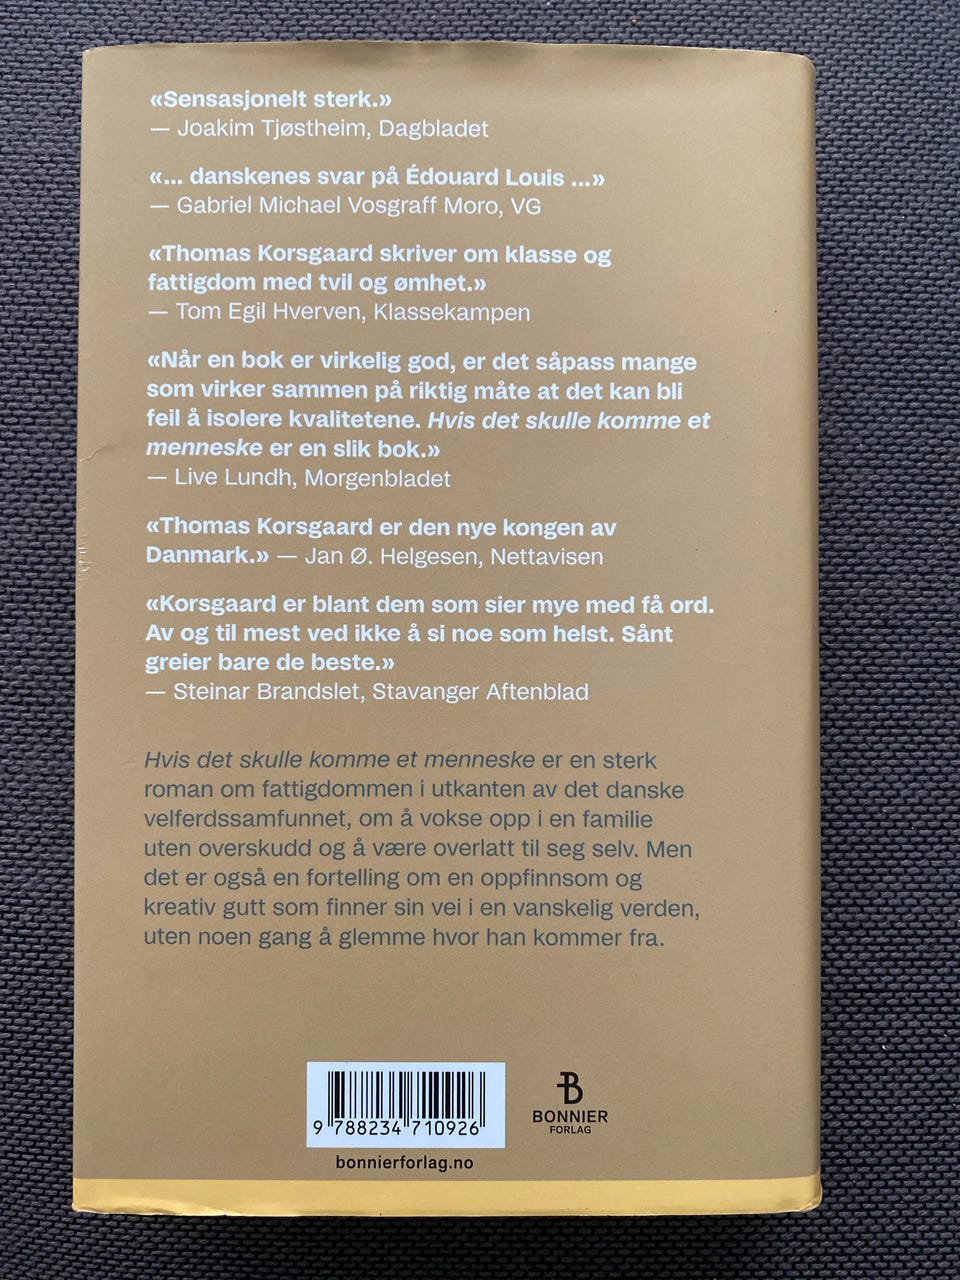 «Sensasjonelt sterk.»
— Joakim Tjøstheim, Dagbladet
«... danskenes svar på Édouard Louis ...»
— Gabriel Michael Vosgraff Moro, VG
«Thomas Korsgaard skriver om klasse og
fattigdom med tvil og ømhet.»
— Tom Egil Hverven, Klassekampen
«Når en bok er virkelig god, er det såpass mange
som virker sammen på riktig måte at det kan bli
feil å isolere kvalitetene. Hvis det skulle komme et
menneske er en slik bok.»
— Live Lundh, Morgenbladet
«Thomas Korsgaard er den nye kongen av
Danmark.» — Jan Ø. Helgesen, Nettavisen
«Korsgaard er blant dem som sier mye med få ord.
Av og til mest ved ikke å si noe som helst. Sånt
greier bare de beste.»
— Steinar Brandslet, Stavanger Aftenblad
Hvis det skulle komme et menneske er en sterk
roman om fattigdommen i utkanten av det danske
velferdssamfunnet, om å vokse opp i en familie
uten overskudd og å være overlatt til seg selv. Men
det er også en fortelling om en oppfinnsom og
kreativ gutt som finner sin vei i en vanskelig verden,
uten noen gang å glemme hvor han kommer fra.
9 788234 710926
B
BONNIER
FORLAG
bonnierforlag.no